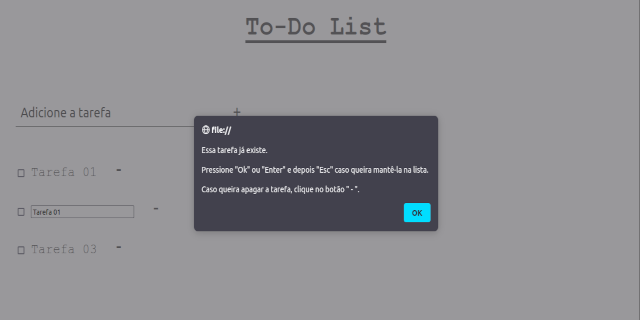 To-Do List
Adicione a tarefa +
file://
Essa tarefa já existe.
Pressione "Ok" ou "Enter" e depois "Esc" caso queira mantê-la na lista.
Caso queira apagar a tarefa, clique no botão " - ".
OK
Tarefa 01 -
Tarefa 01 -
Tarefa 03 -